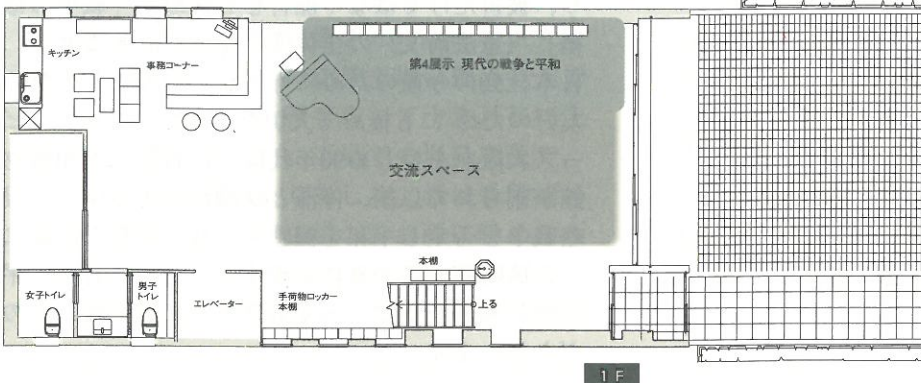 キッチン
事務コーナー
第4展示 現代の戦争と平和
交流スペース
本棚
女子トイレ
男子
トイレ
エレベーター
手荷物ロッカー
本棚
上る
1F